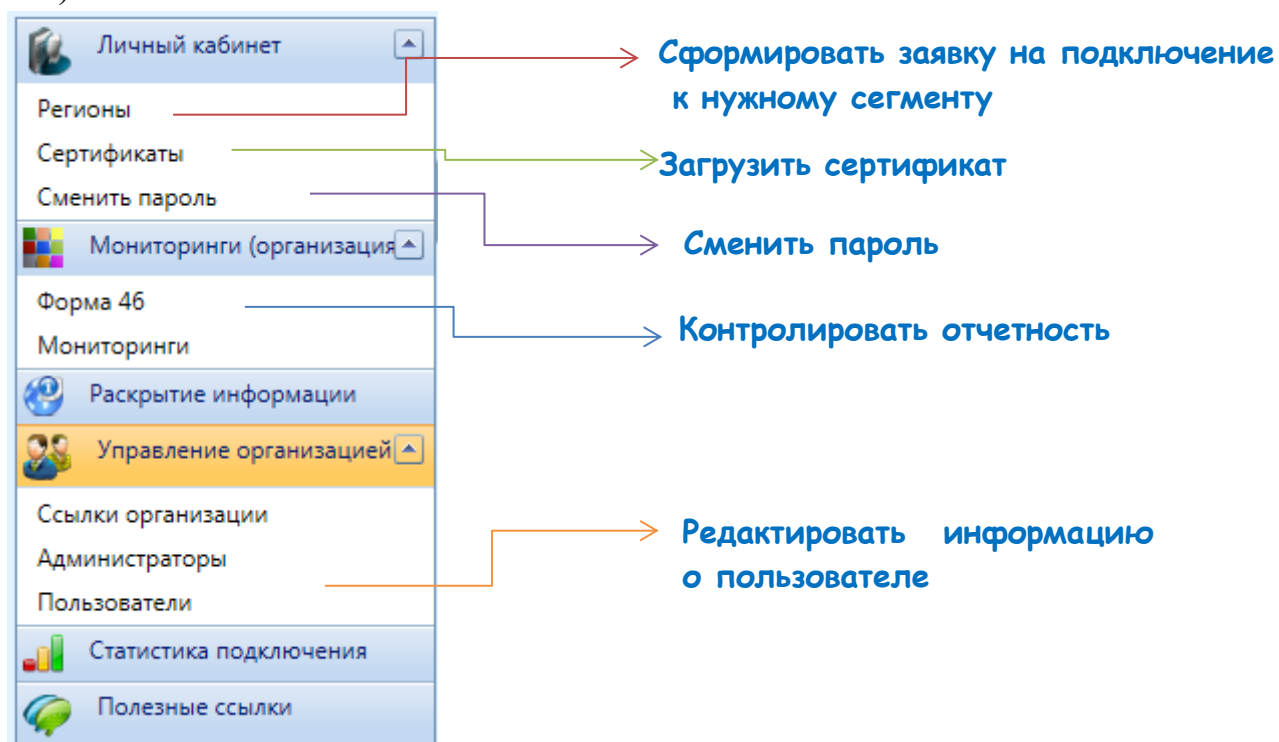 )
Личный кабинет
Сформировать заявку на подключение
к нужному сегменту
Регионы
Сертификаты
Загрузить сертификат
Сменить пароль
Сменить пароль
Мониторинги (организация
Форма 46
Контролировать отчетность
Мониторинги
Раскрытие информации
Управление организацией
Ссылки организации
Редактировать информацию
о пользователе
Администраторы
Пользователи
Статистика подключения
Полезные ссылки